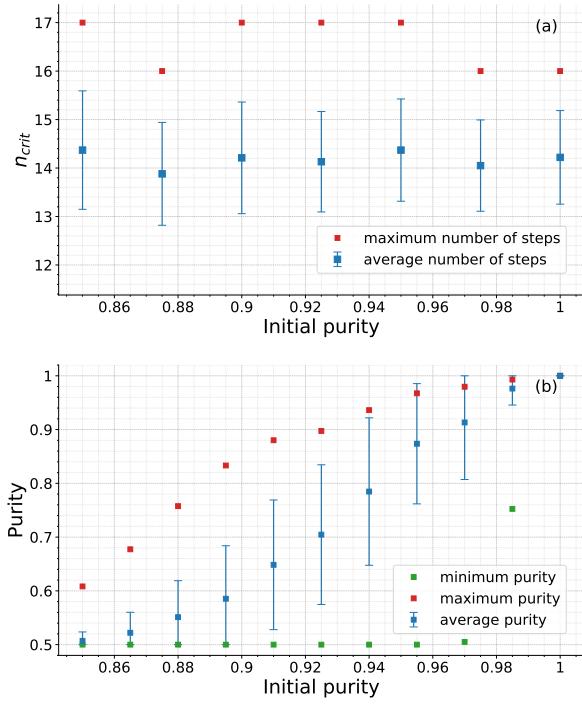 17
16
15
14
13
12
n_crit
(a)
maximum number of steps
average number of steps
0.86 0.88 0.9 0.92 0.94 0.96 0.98 1
Initial purity
1
0.9
0.8
0.7
0.6
0.5
Purity
(b)
minimum purity
maximum purity
average purity
0.86 0.88 0.9 0.92 0.94 0.96 0.98 1
Initial purity